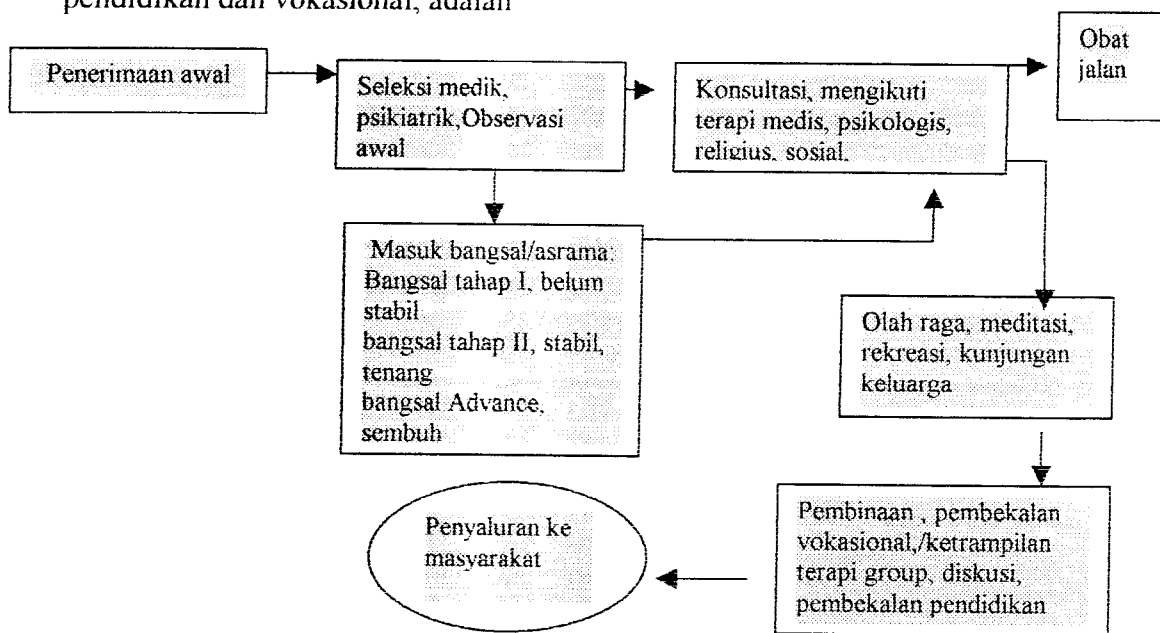 pendidikan dan vokasional, adalah
Penerimaan awal
Seleksi medik,
psikiatrik,Observasi
awal
Konsultasi, mengikuti
terapi medis, psikologis,
religius, sosial,
Obat
jalan
Masuk bangsal/asrama:
Bangsal tahap I, belum
stabil
bangsal tahap II, stabil,
tenang
bangsal Advance,
sembuh
Olah raga, meditasi,
rekreasi, kunjungan
keluarga
Pembinaan , pembekalan
vokasional,/ketrampilan
terapi group, diskusi,
pembekalan pendidikan
Penyaluran ke
masyarakat